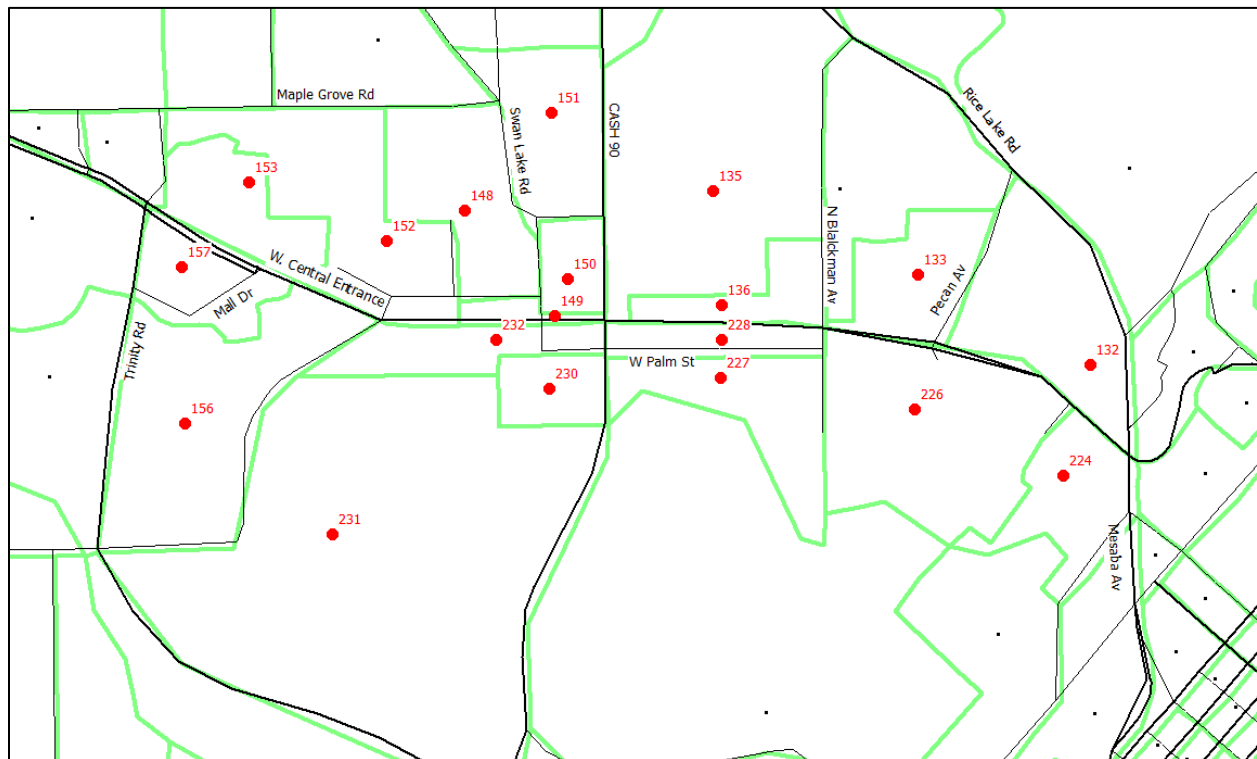 Maple Grove Rd
151
Swan Lake Rd
CASH 90
Rice Lake Rd
153
148
135
152
N Blalckman Av
157
W. Central Entrance
150
133
Pecan Av
Mall Dr
149
136
Trinity Rd
232
228
W Palm St
132
230
227
156
226
224
231
Mesaba Av